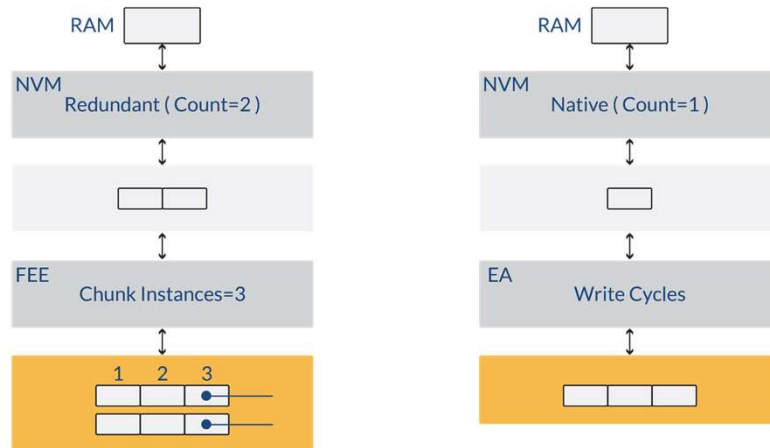 RAM
NVM
Redundant ( Count=2 )
FEE
Chunk Instances=3
1 2 3
RAM
NVM
Native ( Count=1 )
EA
Write Cycles